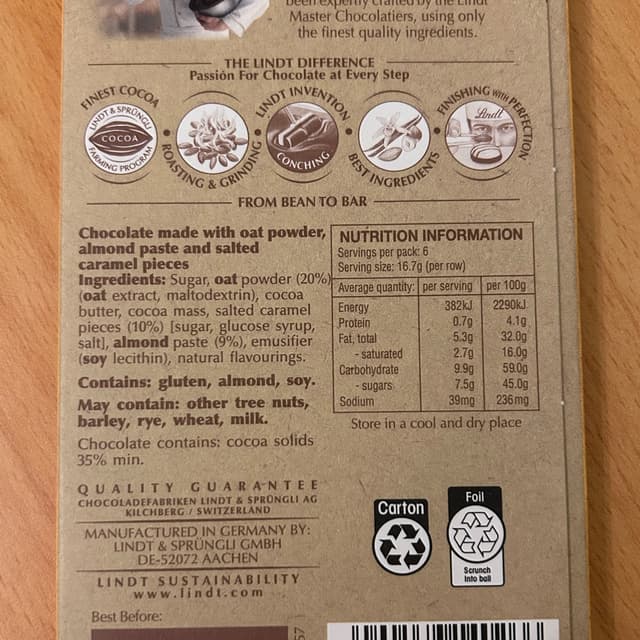 been expertly crafted by the Lindt
Master Chocolatiers, using only
the finest quality ingredients.
THE LINDT DIFFERENCE
Passion For Chocolate at Every Step
FINEST COCOA
LINDT & SPRÜNGLI
COCOA
FARMING PROGRAM
ROASTING & GRINDING
LINDT INVENTION
CONCHING
BEST INGREDIENTS
FINISHING WITH PERFECTION
Lindt
FROM BEAN TO BAR
Chocolate made with oat powder,
almond paste and salted
caramel pieces
Ingredients: Sugar, oat powder (20%)
(oat extract, maltodextrin), cocoa
butter, cocoa mass, salted caramel
pieces (10%) [sugar, glucose syrup,
salt], almond paste (9%), emusifier
(soy lecithin), natural flavourings.
Contains: gluten, almond, soy.
May contain: other tree nuts,
barley, rye, wheat, milk.
Chocolate contains: cocoa solids
35% min.
NUTRITION INFORMATION
Servings per pack: 6
Serving size: 16.7g (per row)
Average quantity: per serving per 100g
Energy 382kJ 2290kJ
Protein 0.7g 4.1g
Fat, total 5.3g 32.0g
- saturated 2.7g 16.0g
Carbohydrate 9.9g 59.0g
- sugars 7.5g 45.0g
Sodium 39mg 236mg
Store in a cool and dry place
QUALITY GUARANTEE
CHOCOLADEFABRIKEN LINDT & SPRÜNGLI AG
KILCHBERG / SWITZERLAND
MANUFACTURED IN GERMANY BY:
LINDT & SPRÜNGLI GMBH
DE-52072 AACHEN
LINDT SUSTAINABILITY
www.lindt.com
Best Before:
Carton
Foil
Scrunch
Into ball
57